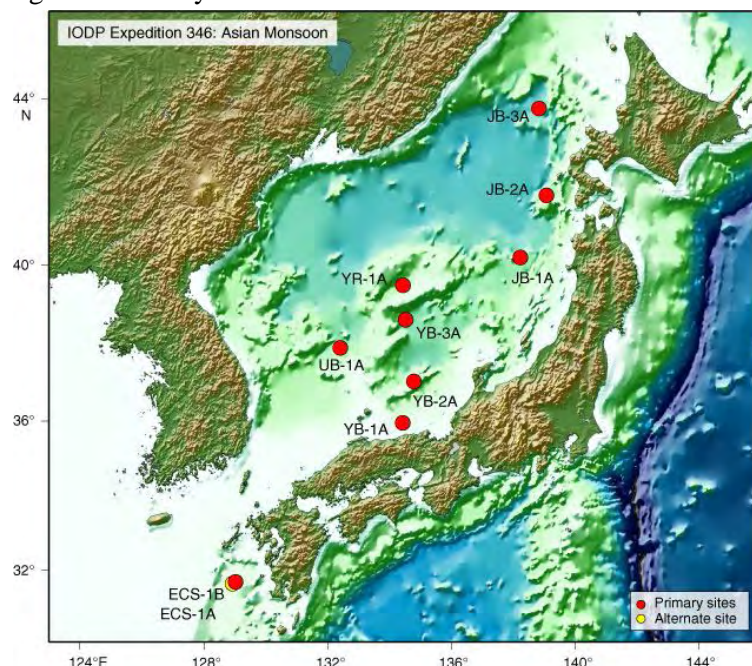 IODP Expedition 346: Asian Monsoon
44°
N
JB-3A
JB-2A
40°
YR-1A
JB-1A
YB-3A
UB-1A
YB-2A
36°
YB-1A
32°
ECS-1B
ECS-1A
Primary sites
Alternate site
124°E
128°
132°
136°
140°
144°